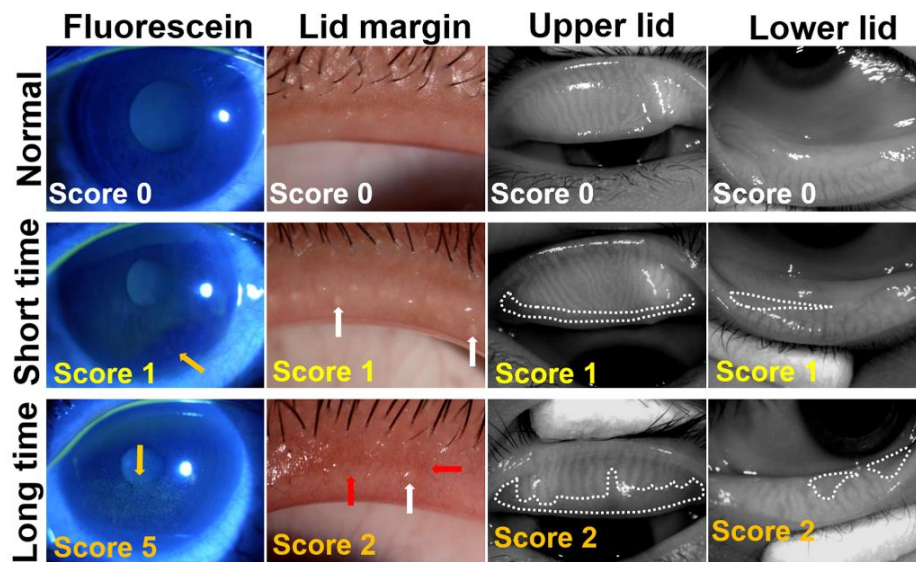 Fluorescein Lid margin Upper lid Lower lid
Normal
Score 0 Score 0 Score 0 Score 0
Short time
Score 1 Score 1 Score 1 Score 1
Long time
Score 5 Score 2 Score 2 Score 2